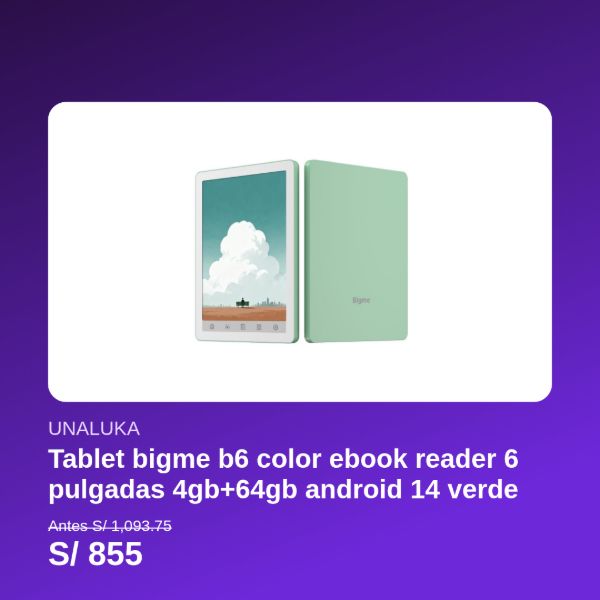 Bigme
UNALUKA
Tablet bigme b6 color ebook reader 6
pulgadas 4gb+64gb android 14 verde
Antes S/ 1,093.75
S/ 855